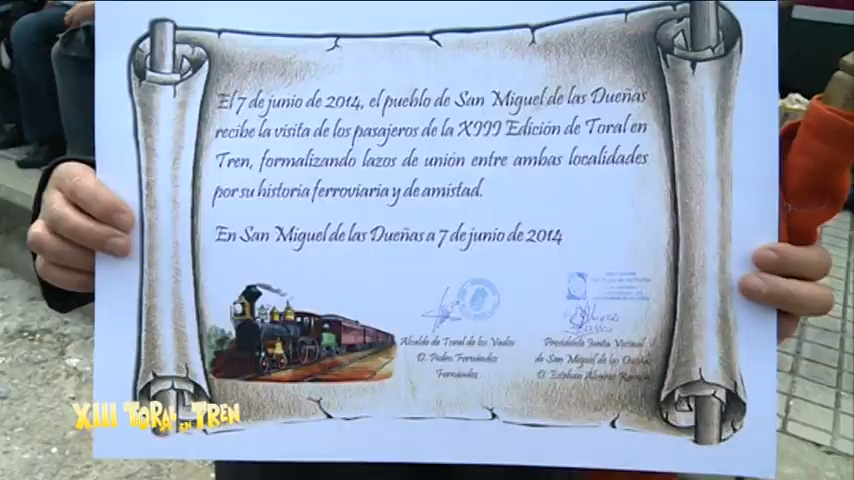 El 7 de junio de 2014, el pueblo de San Miguel de las Dueñas
recibe la visita de los pasajeros de la XIII Edición de Toral en
Tren, formalizando lazos de unión entre ambas localidades
por su historia ferroviaria y de amistad.
En San Miguel de las Dueñas a 7 de junio de 2014
Alcalde de Toral de los Vados
D. Pedro Fernández
Fernández
Presidente Junta Vecinal
de San Miguel de las Dueñas
D. Esteban Álvarez
XIII TORAL EN TREN